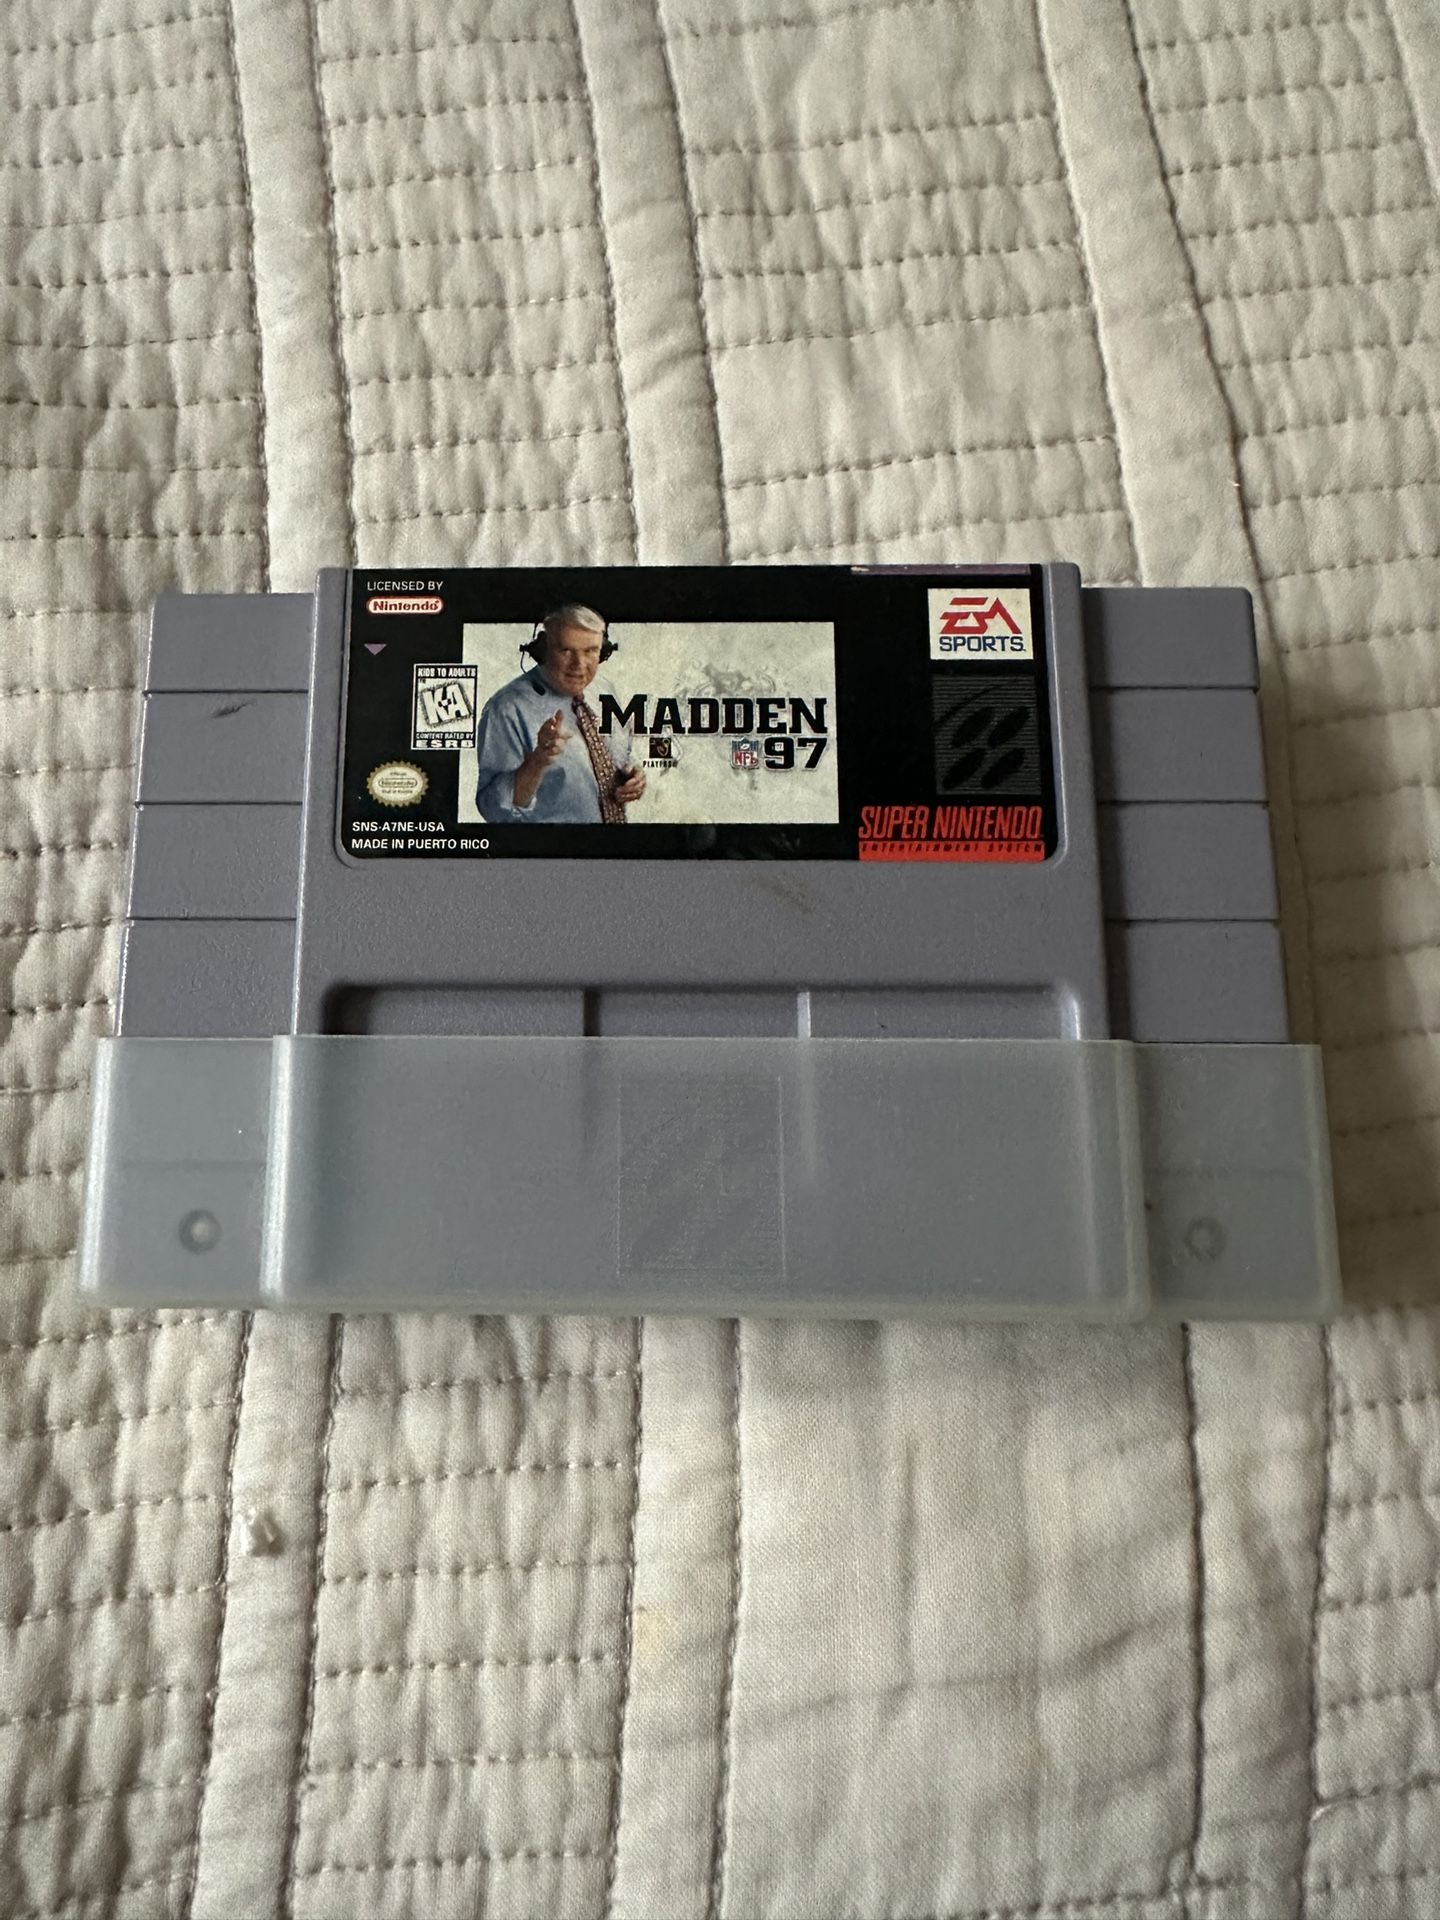 LICENSED BY
Nintendo
EA
SPORTS
KIDS TO ADULTS
K-A
CONTENT RATED BY
ESRB
MADDEN
NFL 97
SNS-A7NE-USA
MADE IN PUERTO RICO
SUPER NINTENDO
ENTERTAINMENT SYSTEM